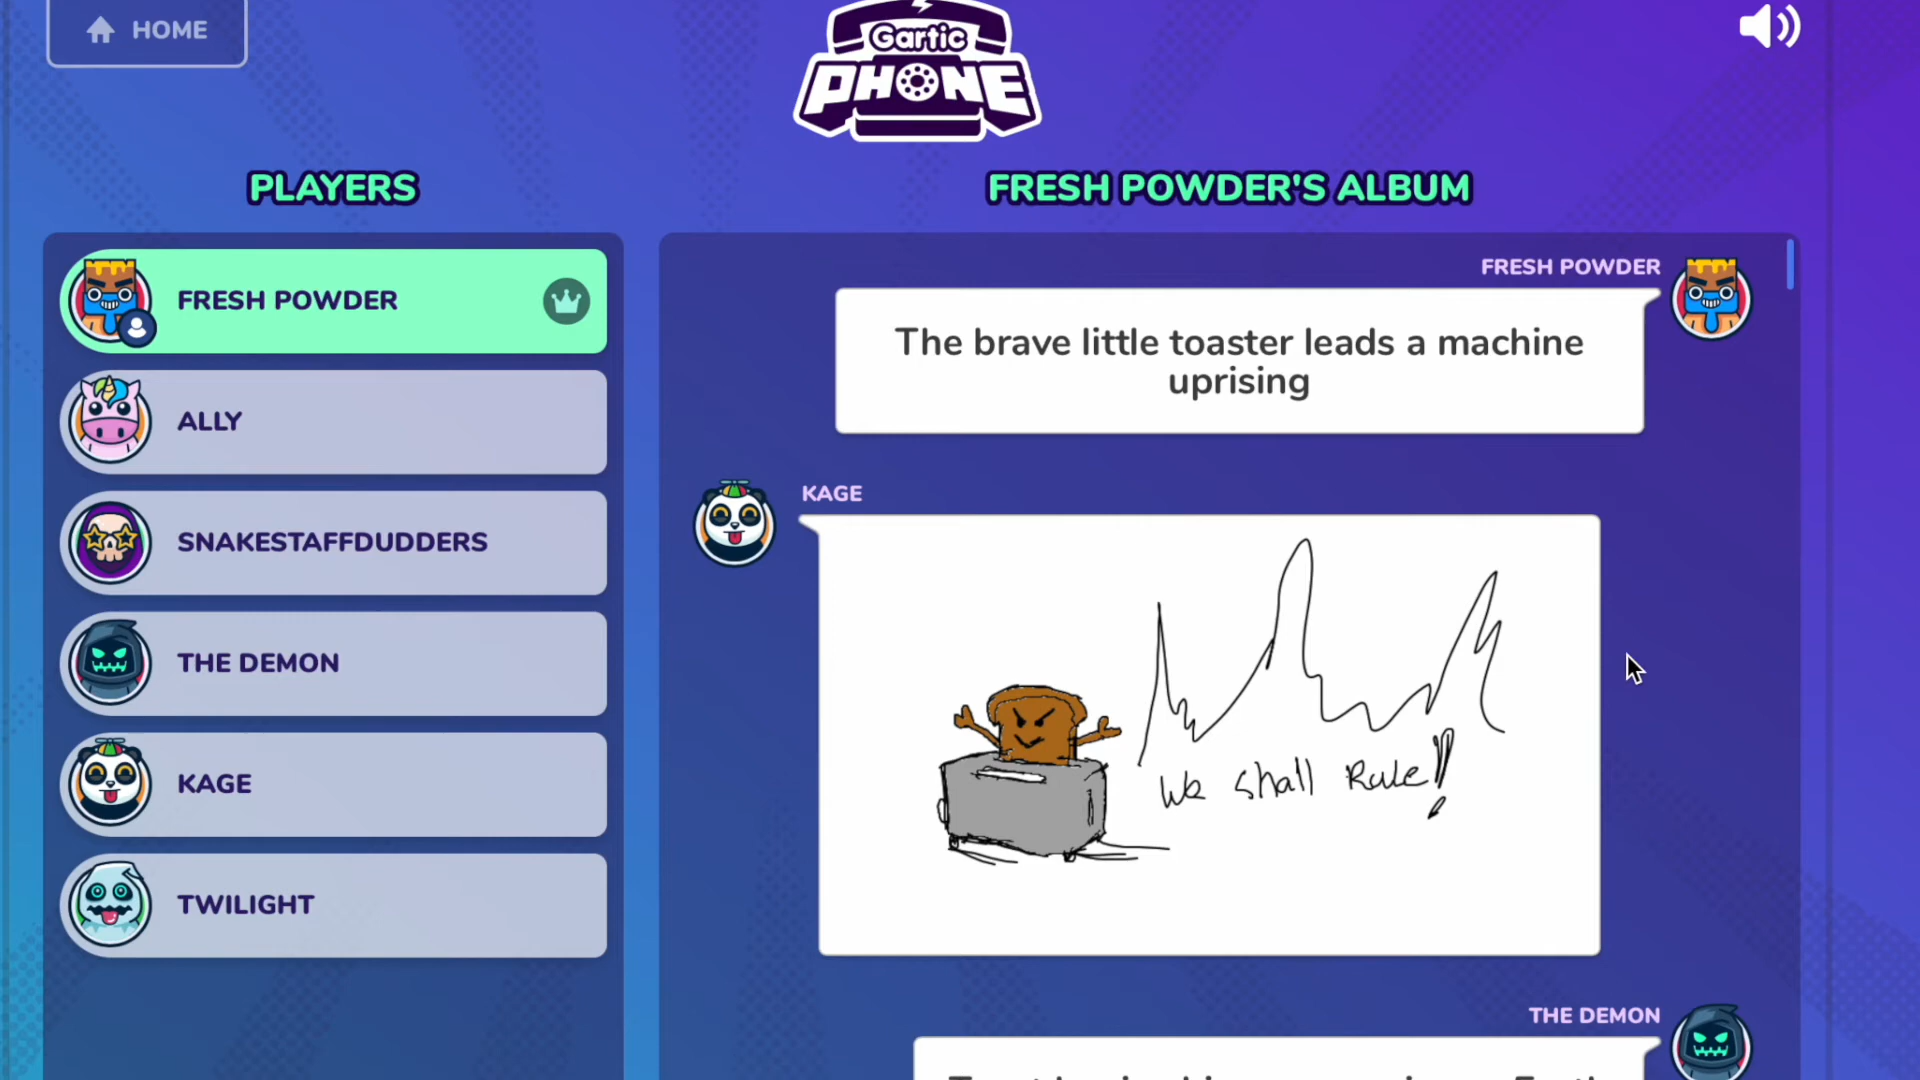 HOME
Gartic
PHONE
PLAYERS
FRESH POWDER'S ALBUM
FRESH POWDER
ALLY
SNAKESTAFFDUDDERS
THE DEMON
KAGE
TWILIGHT
FRESH POWDER
The brave little toaster leads a machine
uprising
KAGE
We shall Rule!!
THE DEMON